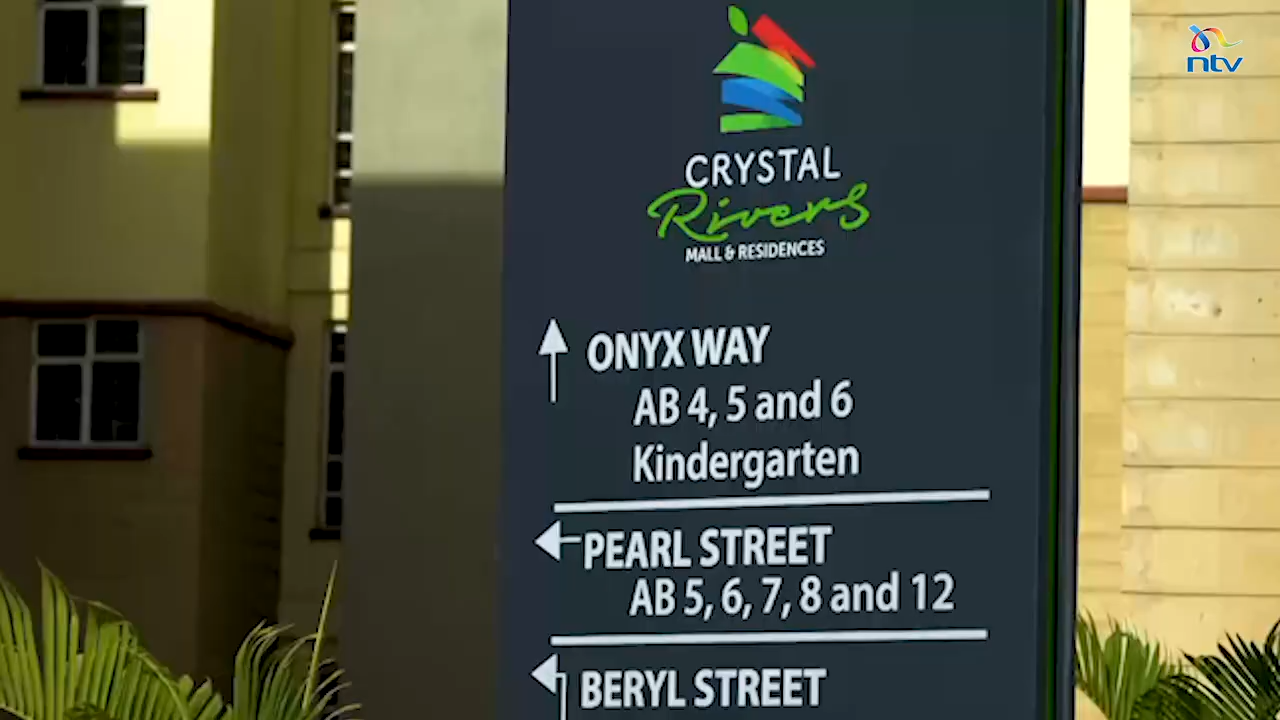 ntv
CRYSTAL
Rivers
MALL & RESIDENCES
ONYX WAY
AB 4, 5 and 6
Kindergarten
PEARL STREET
AB 5, 6, 7, 8 and 12
BERYL STREET